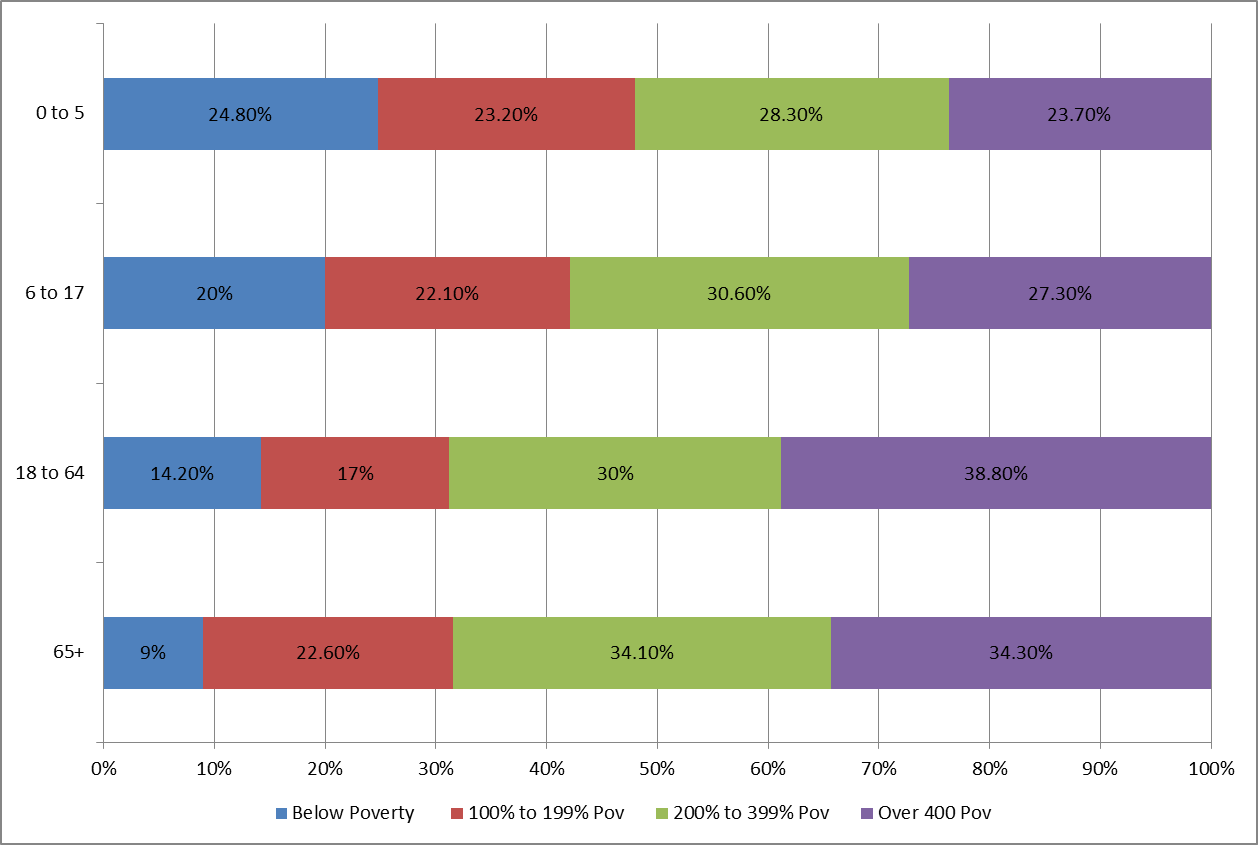 0 to 5 24.80% 23.20% 28.30% 23.70%
6 to 17 20% 22.10% 30.60% 27.30%
18 to 64 14.20% 17% 30% 38.80%
65+ 9% 22.60% 34.10% 34.30%
0% 10% 20% 30% 40% 50% 60% 70% 80% 90% 100%
Below Poverty 100% to 199% Pov 200% to 399% Pov Over 400 Pov